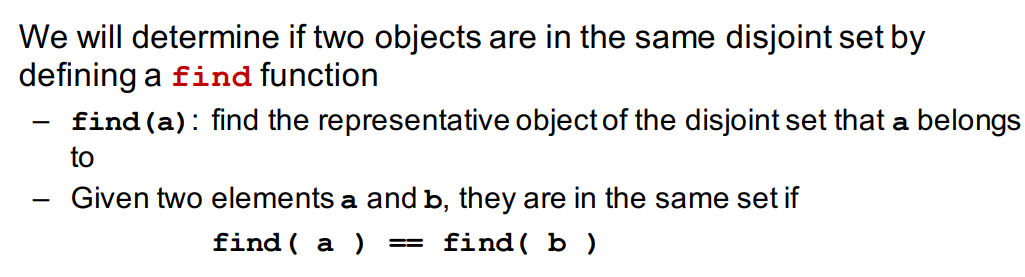 We will determine if two objects are in the same disjoint set by
defining a find function
– find(a): find the representative object of the disjoint set that a belongs
to
– Given two elements a and b, they are in the same set if
find( a ) == find( b )